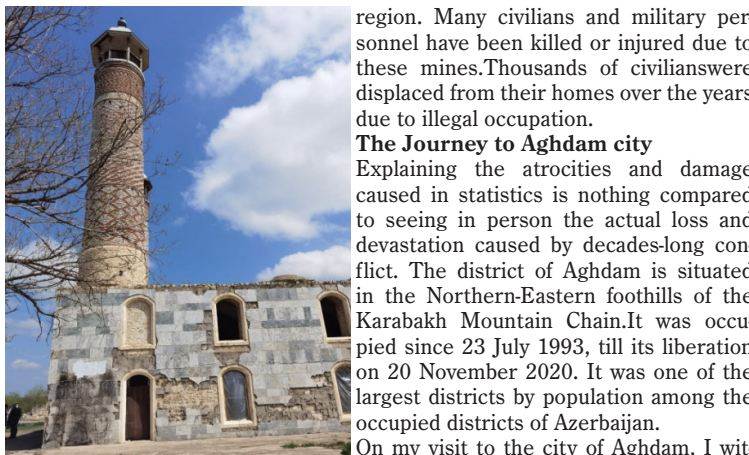 region. Many civilians and military per
sonnel have been killed or injured due to
these mines.Thousands of civilianswere
displaced from their homes over the years
due to illegal occupation.
The Journey to Aghdam city
Explaining the atrocities and damage
caused in statistics is nothing compared
to seeing in person the actual loss and
devastation caused by decades-long con
flict. The district of Aghdam is situated
in the Northern-Eastern foothills of the
Karabakh Mountain Chain.It was occu
pied since 23 July 1993, till its liberation
on 20 November 2020. It was one of the
largest districts by population among the
occupied districts of Azerbaijan.
On my visit to the city of Aghdam, I wit